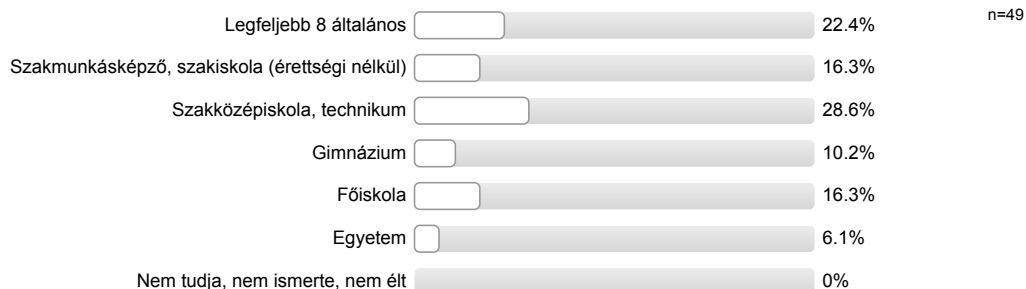 Legfeljebb 8 általános 22.4% n=49
Szakmunkásképző, szakiskola (érettségi nélkül) 16.3%
Szakközépiskola, technikum 28.6%
Gimnázium 10.2%
Főiskola 16.3%
Egyetem 6.1%
Nem tudja, nem ismerte, nem élt 0%